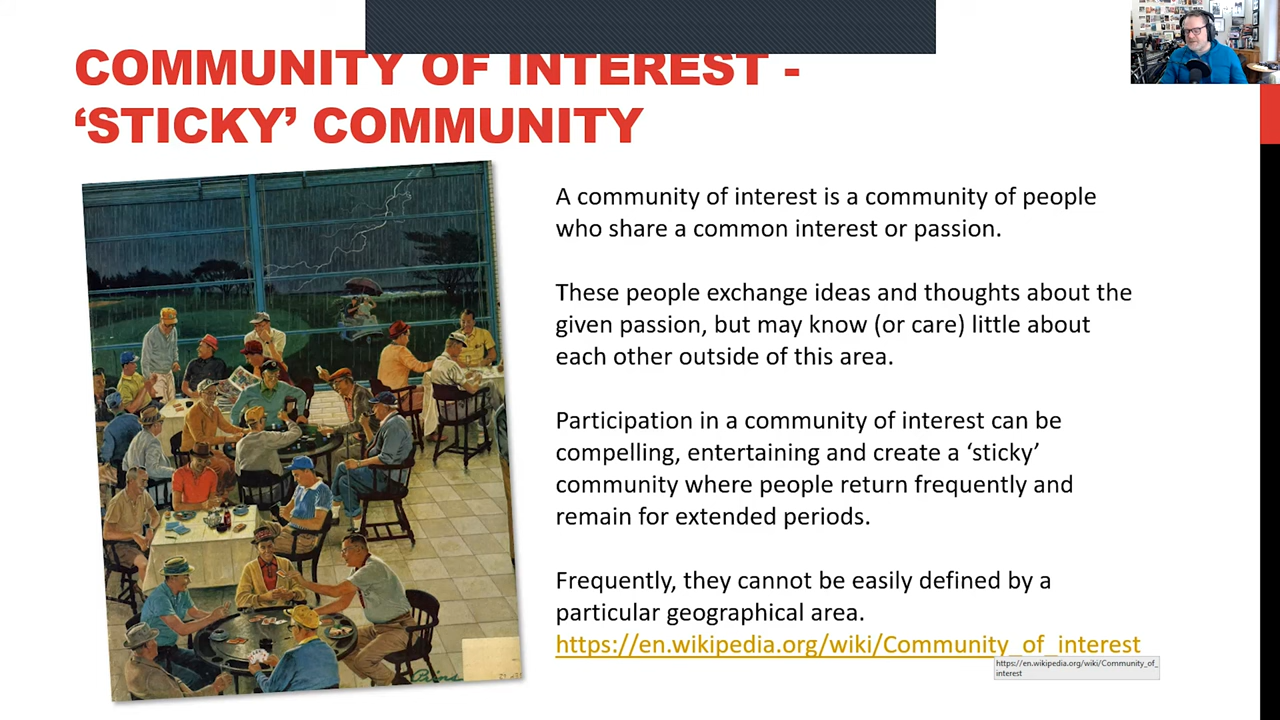 COMMUNITY OF INTEREST -
‘STICKY’ COMMUNITY
A community of interest is a community of people
who share a common interest or passion.
These people exchange ideas and thoughts about the
given passion, but may know (or care) little about
each other outside of this area.
Participation in a community of interest can be
compelling, entertaining and create a ‘sticky’
community where people return frequently and
remain for extended periods.
Frequently, they cannot be easily defined by a
particular geographical area.
https://en.wikipedia.org/wiki/Community_of_interest
https://en.wikipedia.org/wiki/Community_of_
interest